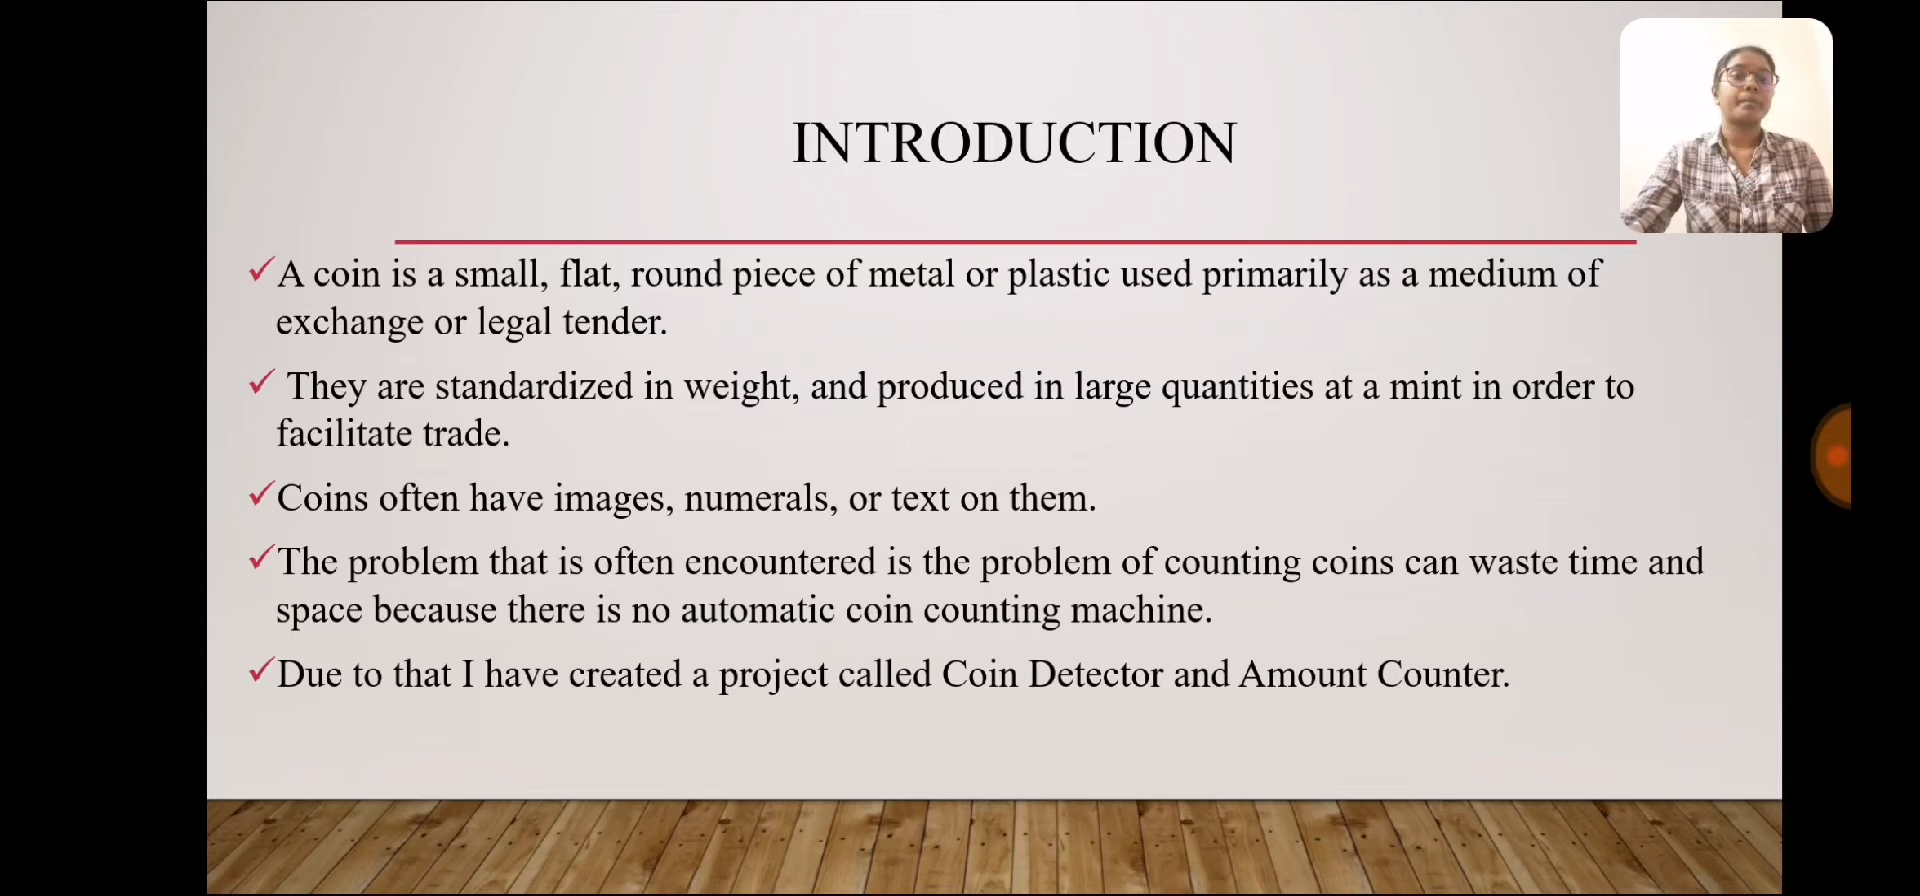 INTRODUCTION
A coin is a small, flat, round piece of metal or plastic used primarily as a medium of
exchange or legal tender.
They are standardized in weight, and produced in large quantities at a mint in order to
facilitate trade.
Coins often have images, numerals, or text on them.
The problem that is often encountered is the problem of counting coins can waste time and
space because there is no automatic coin counting machine.
Due to that I have created a project called Coin Detector and Amount Counter.